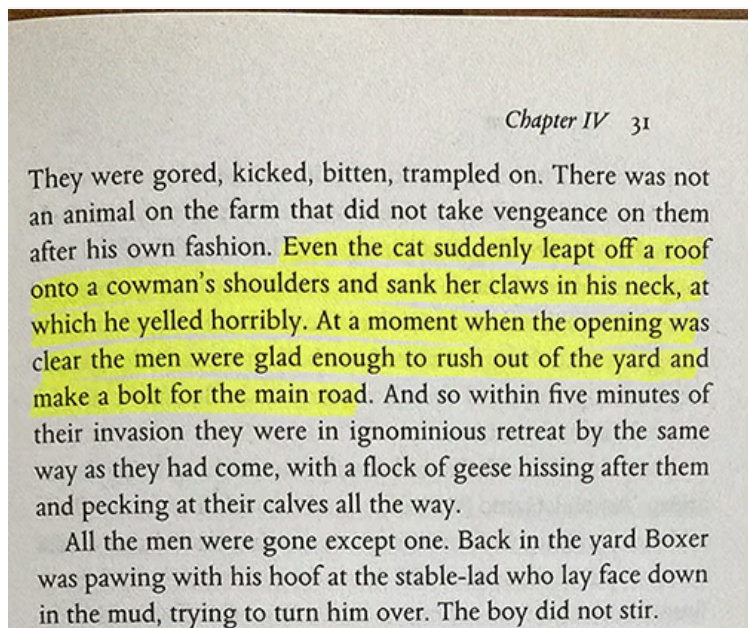 Chapter IV 31
They were gored, kicked, bitten, trampled on. There was not
an animal on the farm that did not take vengeance on them
after his own fashion. Even the cat suddenly leapt off a roof
onto a cowman's shoulders and sank her claws in his neck, at
which he yelled horribly. At a moment when the opening was
clear the men were glad enough to rush out of the yard and
make a bolt for the main road. And so within five minutes of
their invasion they were in ignominious retreat by the same
way as they had come, with a flock of geese hissing after them
and pecking at their calves all the way.
All the men were gone except one. Back in the yard Boxer
was pawing with his hoof at the stable-lad who lay face down
in the mud, trying to turn him over. The boy did not stir.